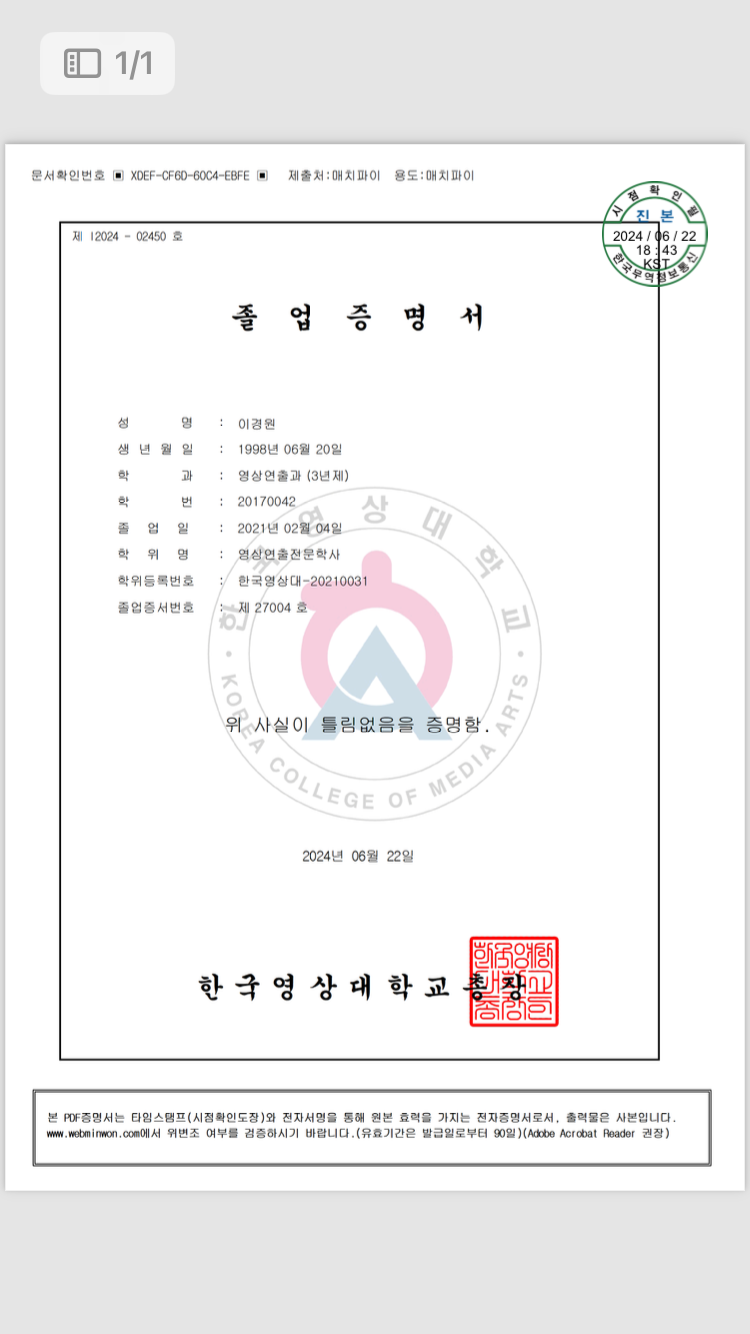 1/1
문서확인번호 ▣ XDEF-CF6D-60C4-EBFE ▣ 제출처:매치파이 용도:매치파이
시점확인필
진 본
2024 / 06 / 22
18 : 43
KST
한국무역정보통신
제 I2024 - 02450 호
졸 업 증 명 서
성 명 : 이경원
생 년 월 일 : 1998년 06월 20일
학 과 : 영상연출과 (3년제)
학 번 : 20170042
졸 업 일 : 2021년 02월 04일
학 위 명 : 영상연출전문학사
학위등록번호 : 한국영상대-20210031
졸업증서번호 : 제 27004 호
한국영상대학교
KOREA COLLEGE OF MEDIA ARTS
위 사실이 틀림없음을 증명함.
2024년 06월 22일
한국영상대학교총장
본 PDF증명서는 타임스탬프(시점확인도장)와 전자서명을 통해 원본 효력을 가지는 전자증명서로서, 출력물은 사본입니다.
www.webminwon.com에서 위변조 여부를 검증하시기 바랍니다.(유효기간은 발급일로부터 90일)(Adobe Acrobat Reader 권장)